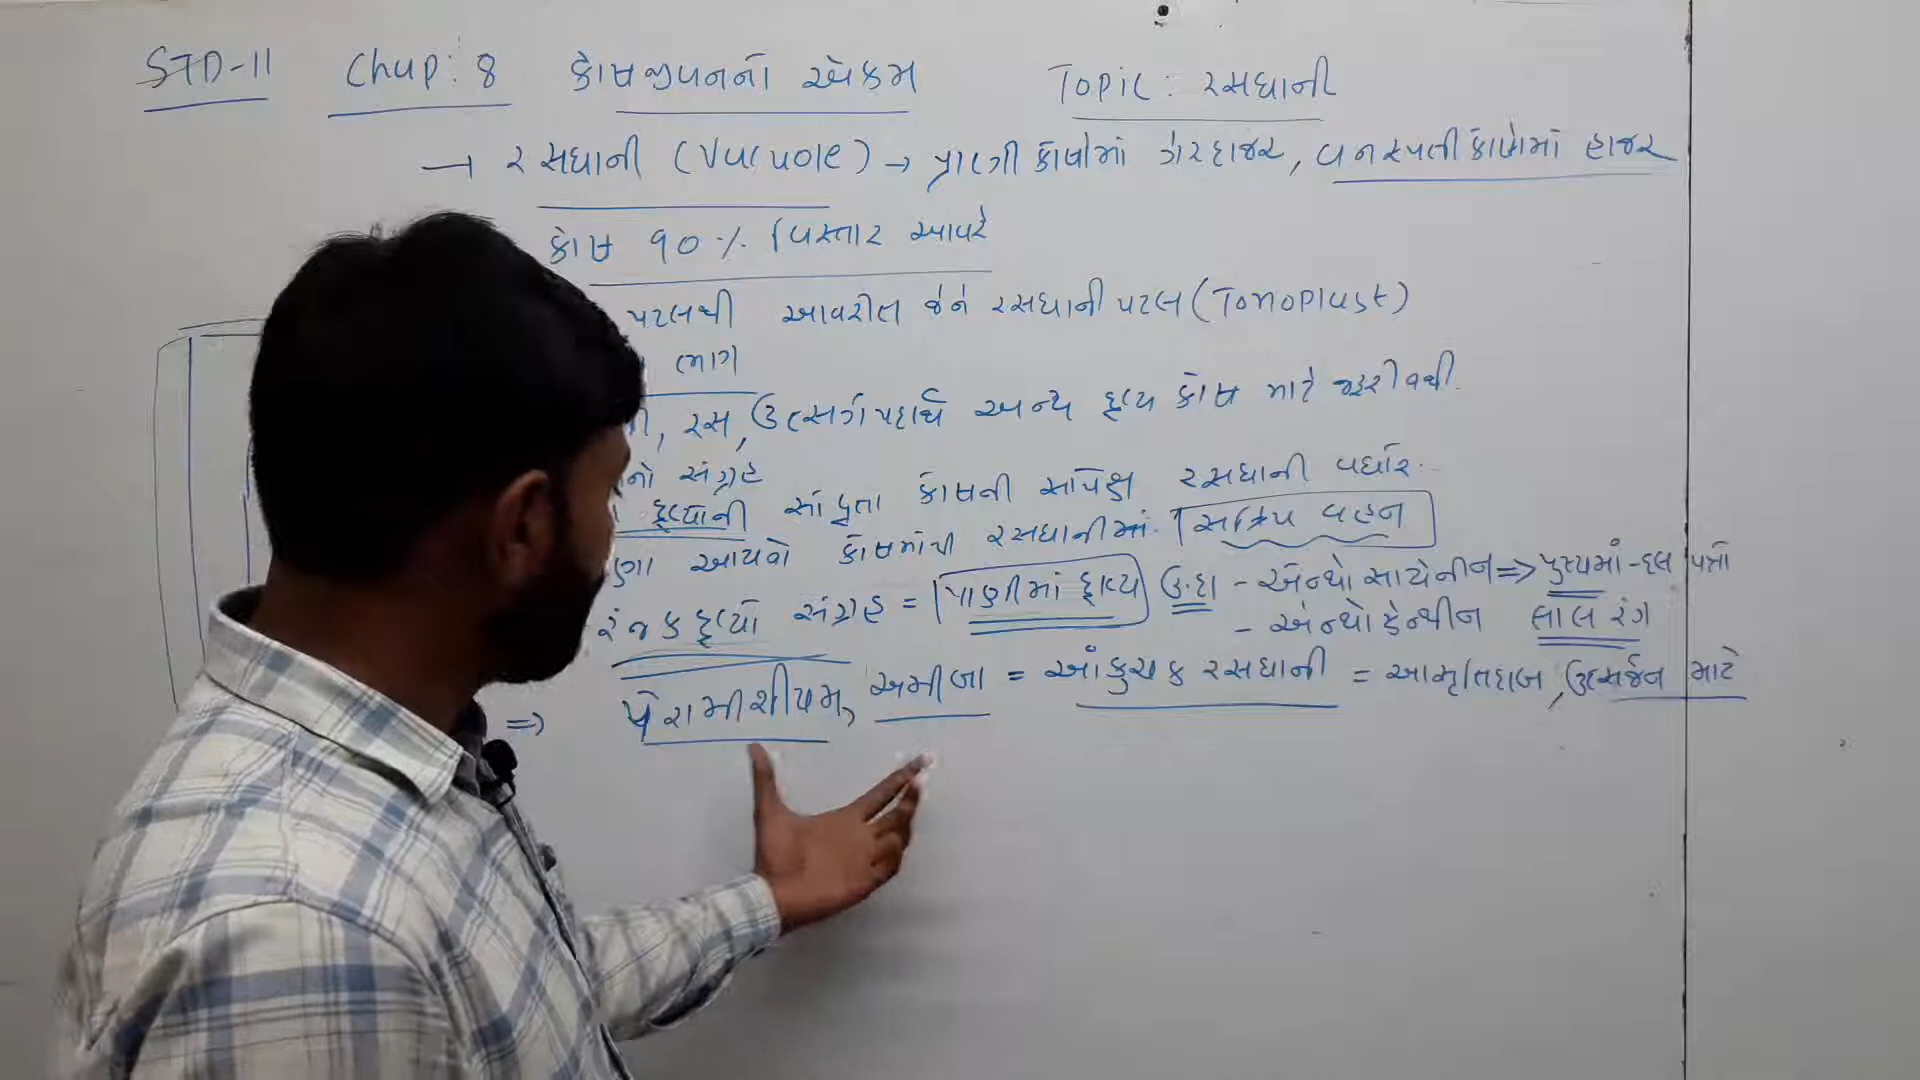 STD-11 Chap: 8 કોષજીવનનો એકમ Topic: રસધાની
→ રસધાની (Vacuole) → પ્રાણી કોષોમાં ગેરહાજર, વનસ્પતી કોષોમાં હાજર
કોષ 90% વિસ્તાર આવરે
પટલથી આવરીત જેને રસધાની પટલ (Tonoplast)
ભાગ
રસ, ઉત્સર્ગ પદાર્થ અન્ય દ્રવ્ય કોષ માટે જરૂરી નથી.
નો સંગ્રહ
દ્રવ્યોની સાંદ્રતા કોષની સાપેક્ષ રસધાની વધારે.
આયનો કોષમાંથી રસધાનીમાં. સક્રિય વહન
રંજક દ્રવ્યો સંગ્રહ = પાણીમાં દ્રાવ્ય ઉ.દા - એન્થોસાયેનીન => પુષ્પમાં - દલ પત્રો
- એન્થોકેન્થીન લાલ રંગ
=> પેરામીશીયમ, અમીબા = આંકુચક રસધાની = આસૃતિદાબ, ઉત્સર્જન માટે